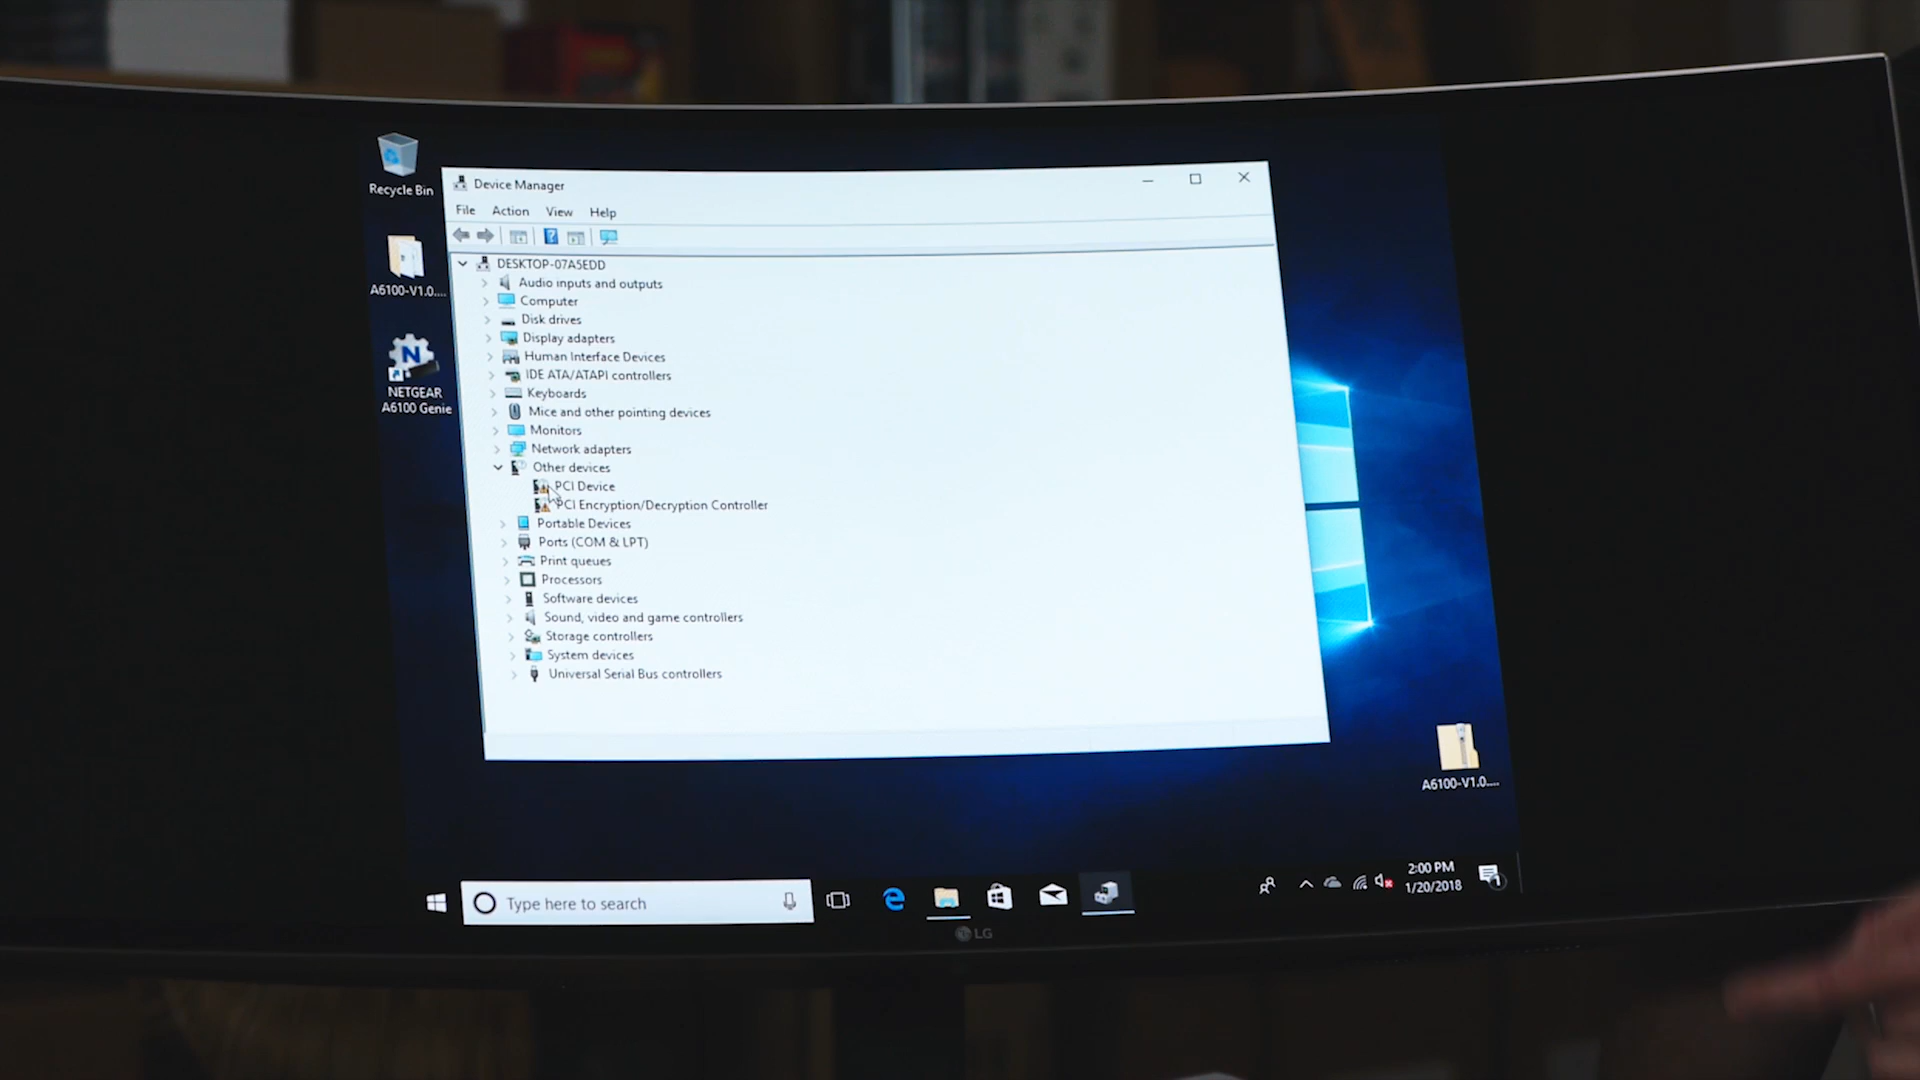 Recycle Bin
A6100-V1.0....
N
NETGEAR
A6100 Genie
Device Manager
File Action View Help
?
DESKTOP-07A5EDD
Audio inputs and outputs
Computer
Disk drives
Display adapters
Human Interface Devices
IDE ATA/ATAPI controllers
Keyboards
Mice and other pointing devices
Monitors
Network adapters
Other devices
PCI Device
PCI Encryption/Decryption Controller
Portable Devices
Ports (COM & LPT)
Print queues
Processors
Software devices
Sound, video and game controllers
Storage controllers
System devices
Universal Serial Bus controllers
A6100-V1.0....
Type here to search
2:00 PM
1/20/2018
1
LG